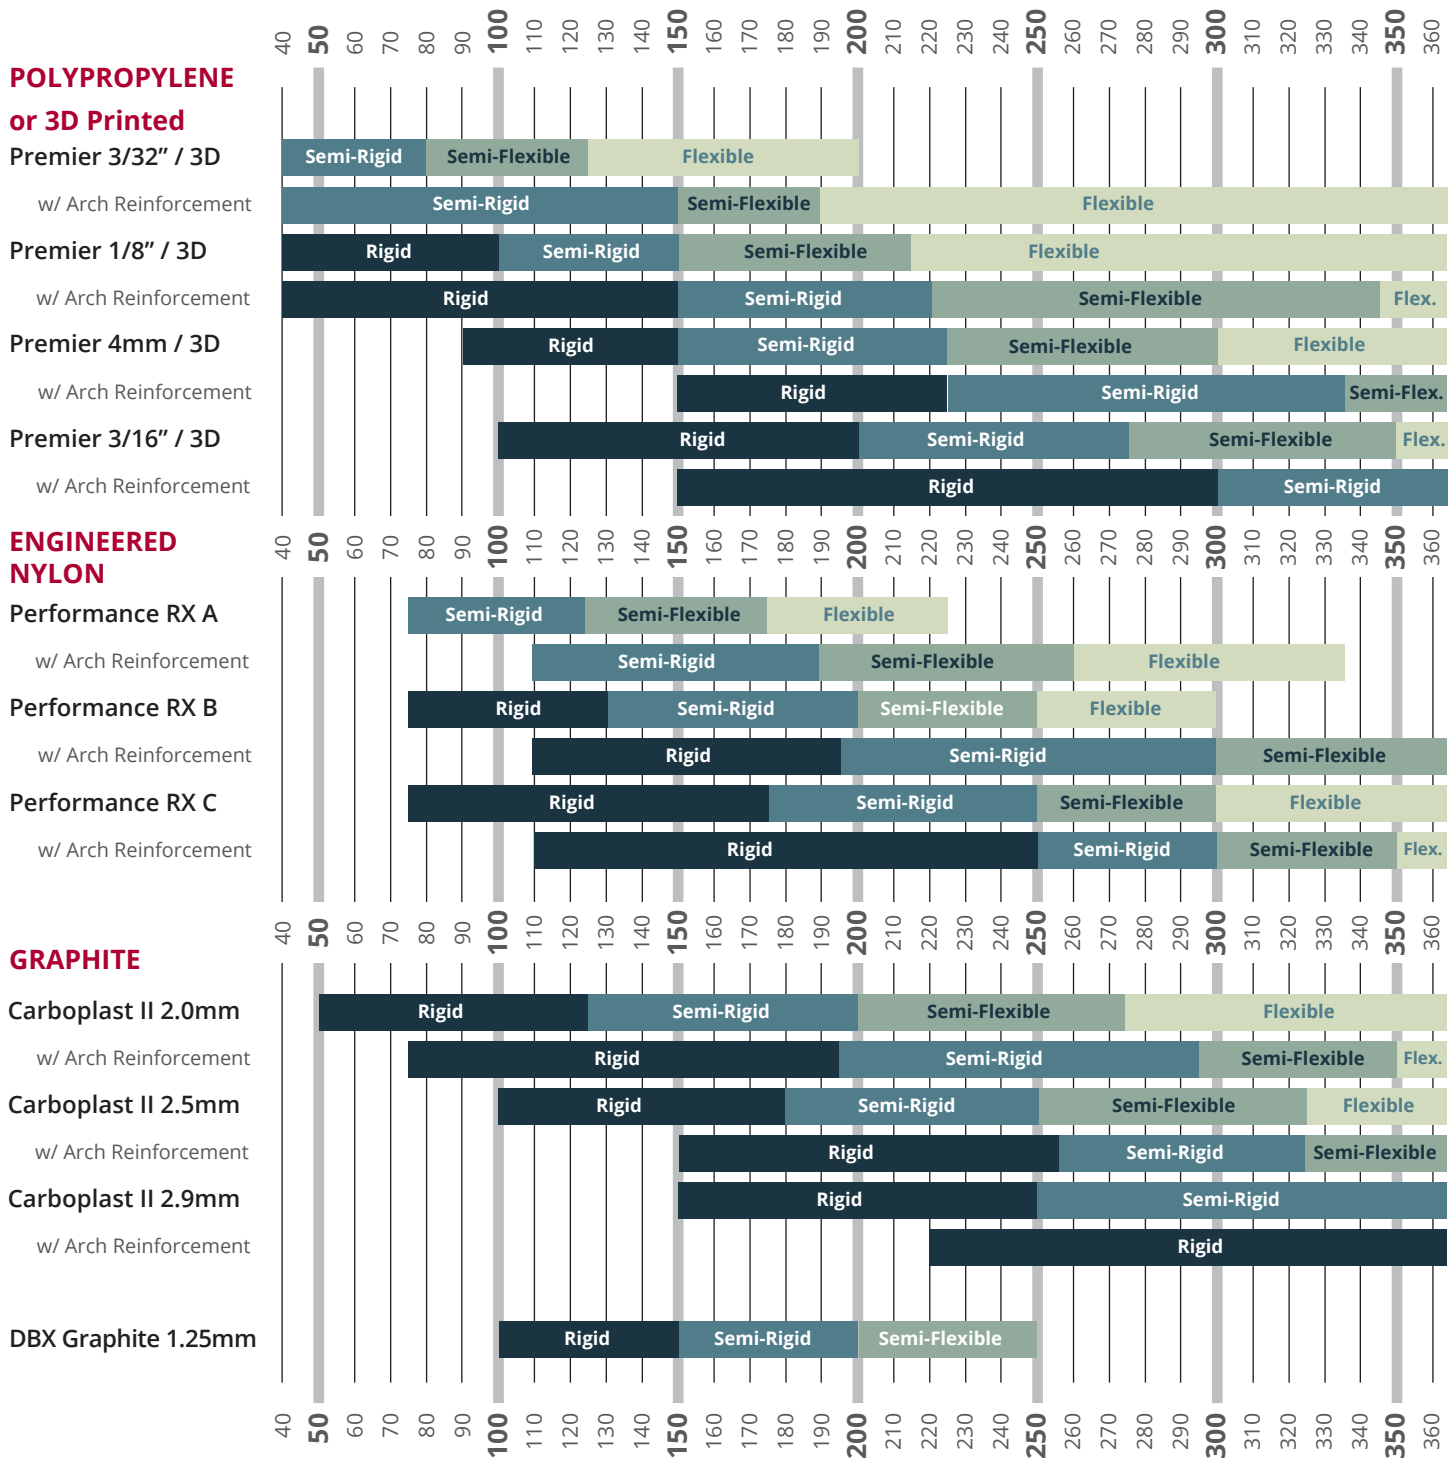 40 50 60 70 80 90 100 110 120 130 140 150 160 170 180 190 200 210 220 230 240 250 260 270 280 290 300 310 320 330 340 350 360
POLYPROPYLENE
or 3D Printed
Premier 3/32” / 3D Semi-Rigid Semi-Flexible Flexible
w/ Arch Reinforcement Semi-Rigid Semi-Flexible Flexible
Premier 1/8” / 3D Rigid Semi-Rigid Semi-Flexible Flexible
w/ Arch Reinforcement Rigid Semi-Rigid Semi-Flexible Flex.
Premier 4mm / 3D Rigid Semi-Rigid Semi-Flexible Flexible
w/ Arch Reinforcement Rigid Semi-Rigid Semi-Flex.
Premier 3/16” / 3D Rigid Semi-Rigid Semi-Flexible Flex.
w/ Arch Reinforcement Rigid Semi-Rigid
40 50 60 70 80 90 100 110 120 130 140 150 160 170 180 190 200 210 220 230 240 250 260 270 280 290 300 310 320 330 340 350 360
ENGINEERED
NYLON
Performance RX A Semi-Rigid Semi-Flexible Flexible
w/ Arch Reinforcement Semi-Rigid Semi-Flexible Flexible
Performance RX B Rigid Semi-Rigid Semi-Flexible Flexible
w/ Arch Reinforcement Rigid Semi-Rigid Semi-Flexible
Performance RX C Rigid Semi-Rigid Semi-Flexible Flexible
w/ Arch Reinforcement Rigid Semi-Rigid Semi-Flexible Flex.
40 50 60 70 80 90 100 110 120 130 140 150 160 170 180 190 200 210 220 230 240 250 260 270 280 290 300 310 320 330 340 350 360
GRAPHITE
Carboplast II 2.0mm Rigid Semi-Rigid Semi-Flexible Flexible
w/ Arch Reinforcement Rigid Semi-Rigid Semi-Flexible Flex.
Carboplast II 2.5mm Rigid Semi-Rigid Semi-Flexible Flexible
w/ Arch Reinforcement Rigid Semi-Rigid Semi-Flexible
Carboplast II 2.9mm Rigid Semi-Rigid
w/ Arch Reinforcement Rigid
DBX Graphite 1.25mm Rigid Semi-Rigid Semi-Flexible
40 50 60 70 80 90 100 110 120 130 140 150 160 170 180 190 200 210 220 230 240 250 260 270 280 290 300 310 320 330 340 350 360